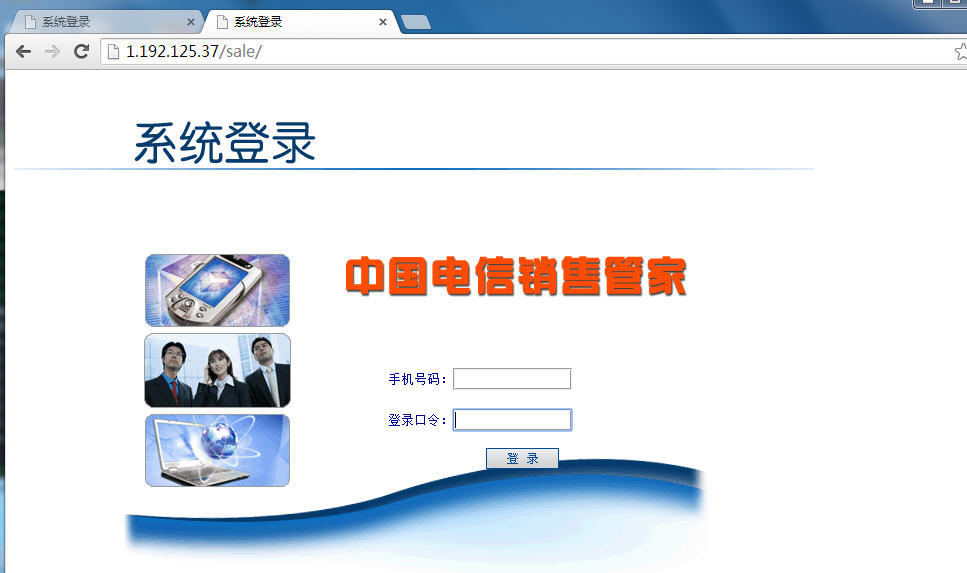 系统登录
系统登录
1.192.125.37/sale/
系统登录
中国电信销售管家
手机号码：
登录口令：
登 录